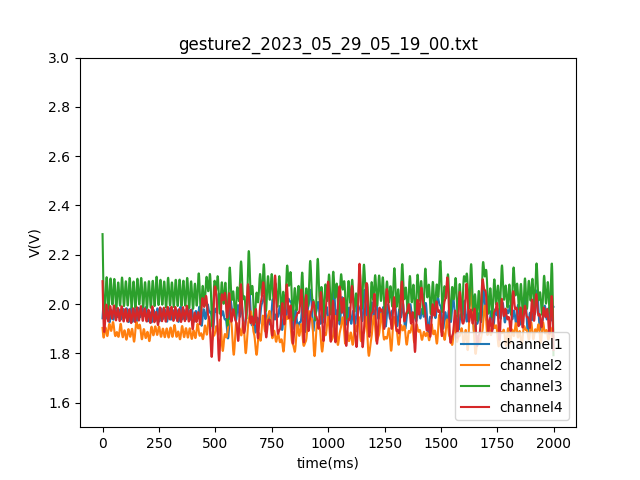 gesture2_2023_05_29_05_19_00.txt
3.0
2.8
2.6
2.4
2.2
2.0
1.8
1.6
V(V)
channel1
channel2
channel3
channel4
0 250 500 750 1000 1250 1500 1750 2000
time(ms)